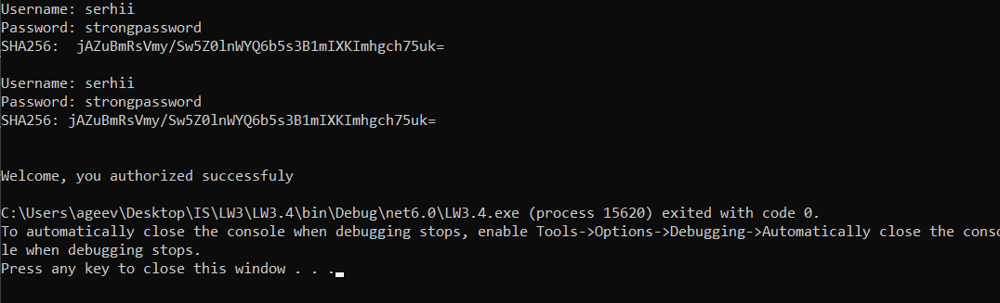 Username: serhii
Password: strongpassword
SHA256:  jAZuBmRsVmy/Sw5Z0lnWYQ6b5s3B1mIXKImhgch75uk=
Username: serhii
Password: strongpassword
SHA256: jAZuBmRsVmy/Sw5Z0lnWYQ6b5s3B1mIXKImhgch75uk=
Welcome, you authorized successfuly
C:\Users\ageev\Desktop\IS\LW3\LW3.4\bin\Debug\net6.0\LW3.4.exe (process 15620) exited with code 0.
To automatically close the console when debugging stops, enable Tools->Options->Debugging->Automatically close the conso
le when debugging stops.
Press any key to close this window . . .